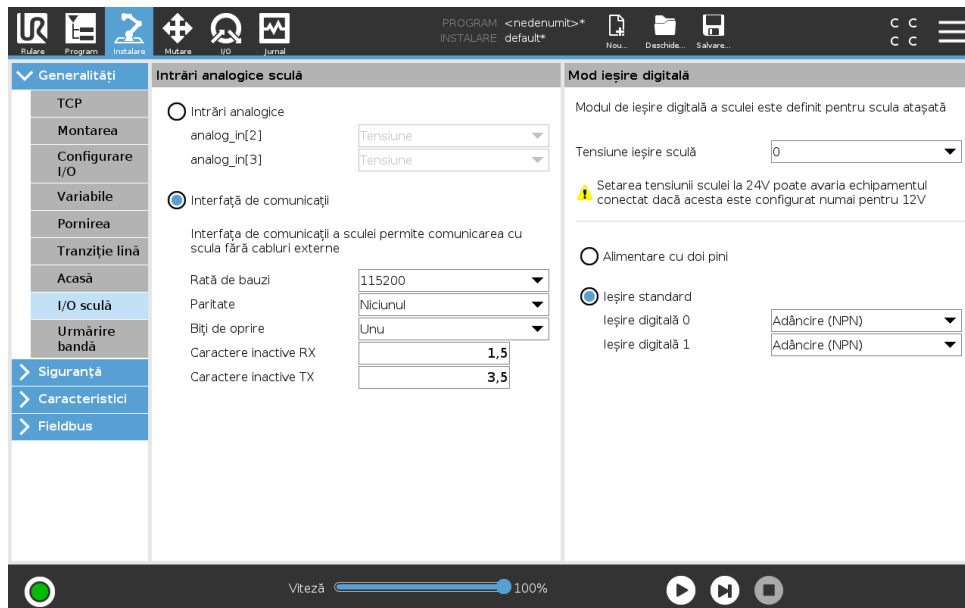 PROGRAM <nedenumit>*
INSTALARE default*
C C
C C
Rulare Program Instalare Mutare I/O Jurnal Nou... Deschide... Salvare...
Generalități
TCP
Montarea
Configurare
I/O
Variabile
Pornirea
Tranziție lină
Acasă
I/O sculă
Urmărire
bandă
Siguranță
Caracteristici
Fieldbus
Intrări analogice sculă
Intrări analogice
analog_in[2] Tensiune
analog_in[3] Tensiune
Interfață de comunicații
Interfața de comunicații a sculei permite comunicarea cu
scula fără cabluri externe
Rată de bauzi 115200
Paritate Niciunul
Biți de oprire Unu
Caractere inactive RX 1,5
Caractere inactive TX 3,5
Mod ieșire digitală
Modul de ieșire digitală a sculei este definit pentru scula atașată
Tensiune ieșire sculă 0
Setarea tensiunii sculei la 24V poate avaria echipamentul
conectat dacă acesta este configurat numai pentru 12V
Alimentare cu doi pini
Ieșire standard
Ieșire digitală 0 Adâncire (NPN)
Ieșire digitală 1 Adâncire (NPN)
Viteză 100%